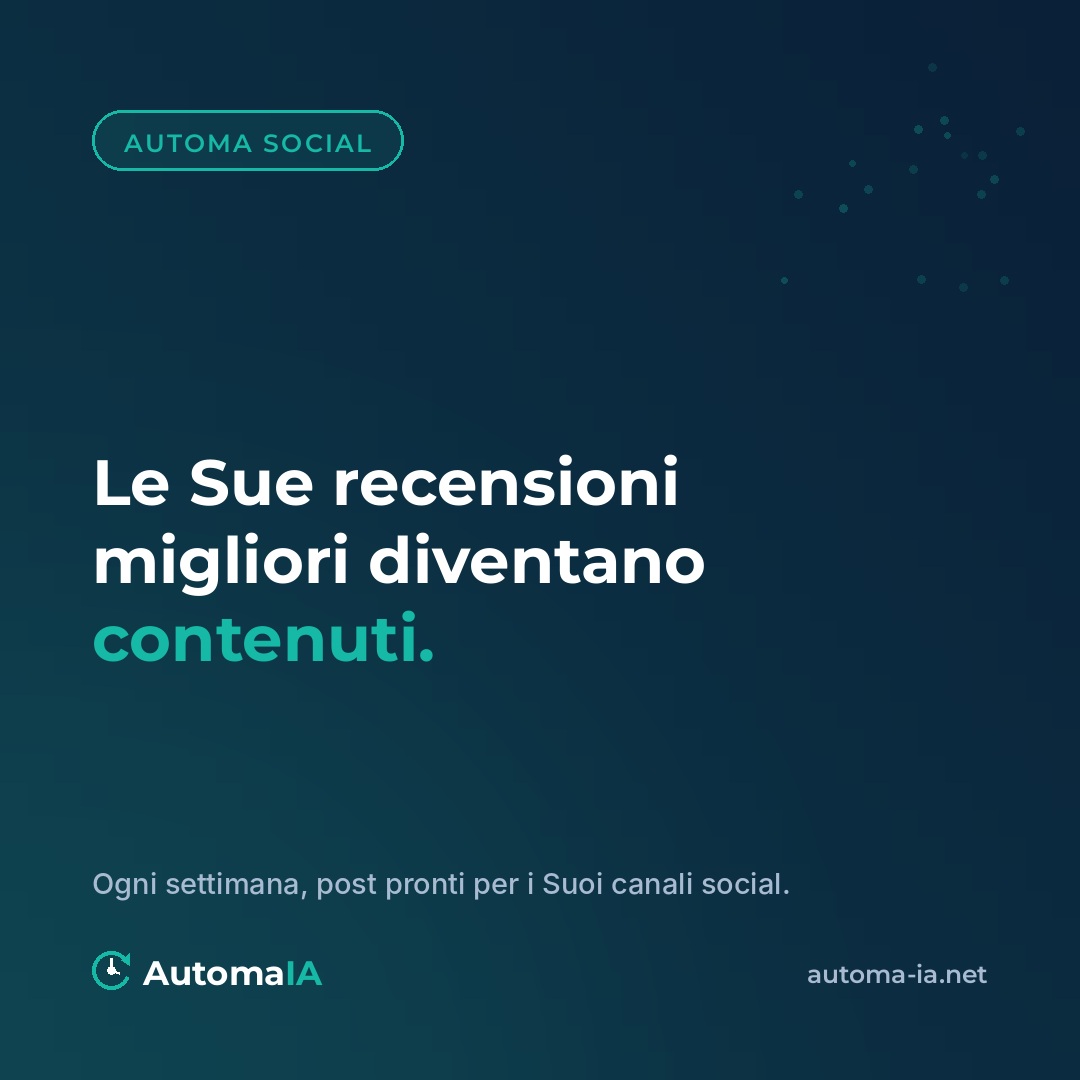 AUTOMA SOCIAL
Le Sue recensioni
migliori diventano
contenuti.
Ogni settimana, post pronti per i Suoi canali social.
AutomaIA
automa-ia.net